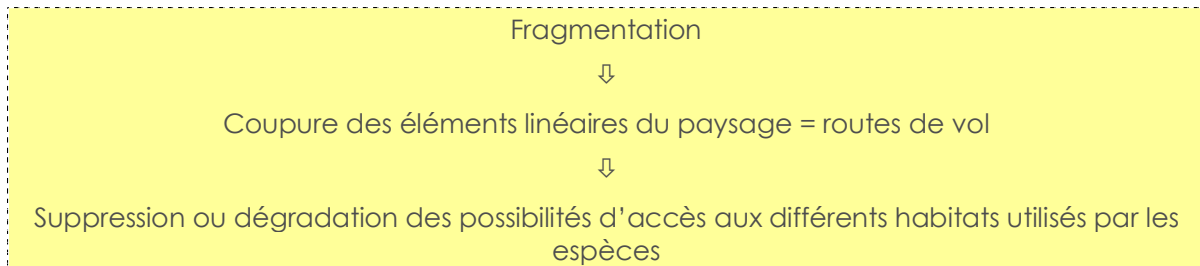 Fragmentation
⇩
Coupure des éléments linéaires du paysage = routes de vol
⇩
Suppression ou dégradation des possibilités d’accès aux différents habitats utilisés par les
espèces